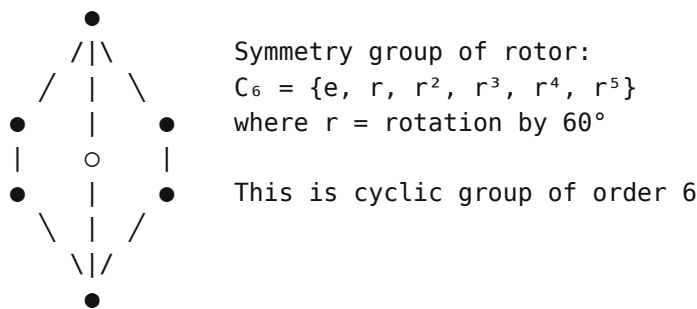 Symmetry group of rotor:
C₆ = {e, r, r², r³, r⁴, r⁵}
where r = rotation by 60°
This is cyclic group of order 6